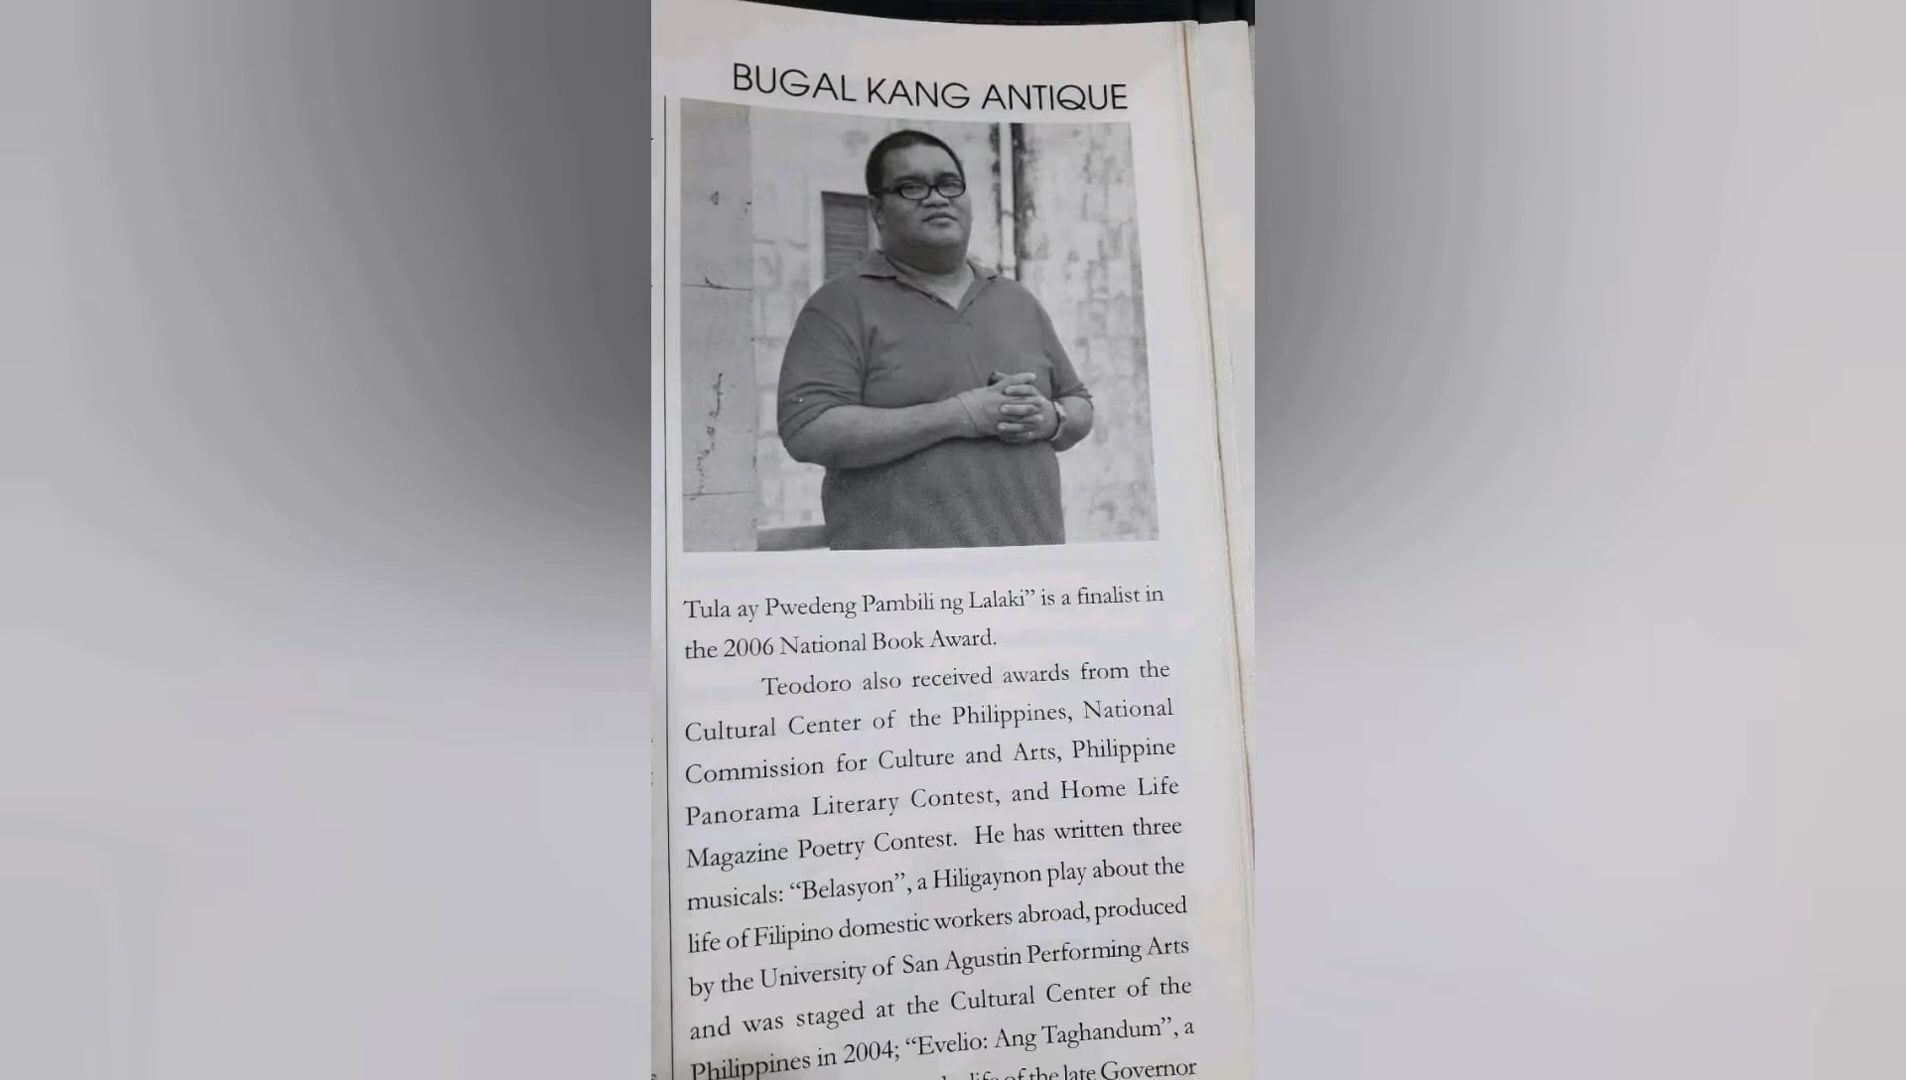 BUGAL KANG ANTIQUE
Tula ay Pwedeng Pambili ng Lalaki” is a finalist in
the 2006 National Book Award.
Teodoro also received awards from the
Cultural Center of the Philippines, National
Commission for Culture and Arts, Philippine
Panorama Literary Contest, and Home Life
Magazine Poetry Contest. He has written three
musicals: “Belasyon”, a Hiligaynon play about the
life of Filipino domestic workers abroad, produced
by the University of San Agustin Performing Arts
and was staged at the Cultural Center of the
Philippines in 2004; “Evelio: Ang Taghandum”, a
life of the late Governor